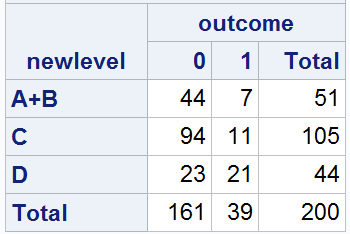 outcome
newlevel 0 1 Total
A+B 44 7 51
C 94 11 105
D 23 21 44
Total 161 39 200